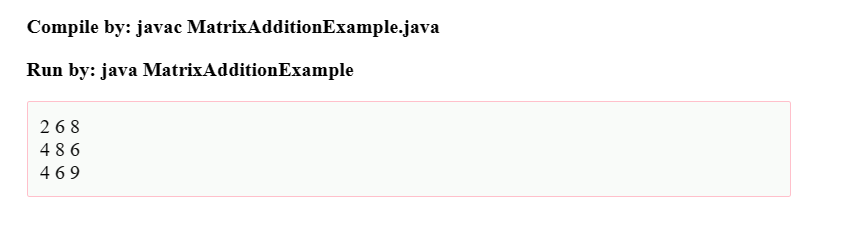 Compile by: javac MatrixAdditionExample.java
Run by: java MatrixAdditionExample
2 6 8
4 8 6
4 6 9